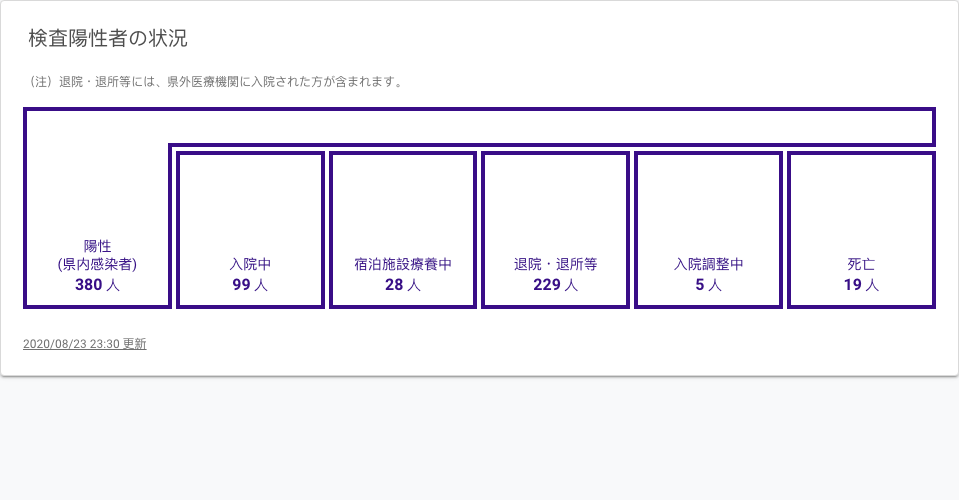 検査陽性者の状況
（注）退院・退所等には、県外医療機関に入院された方が含まれます。
陽性
(県内感染者)
380 人
入院中
99 人
宿泊施設療養中
28 人
退院・退所等
229 人
入院調整中
5 人
死亡
19 人
2020/08/23 23:30 更新